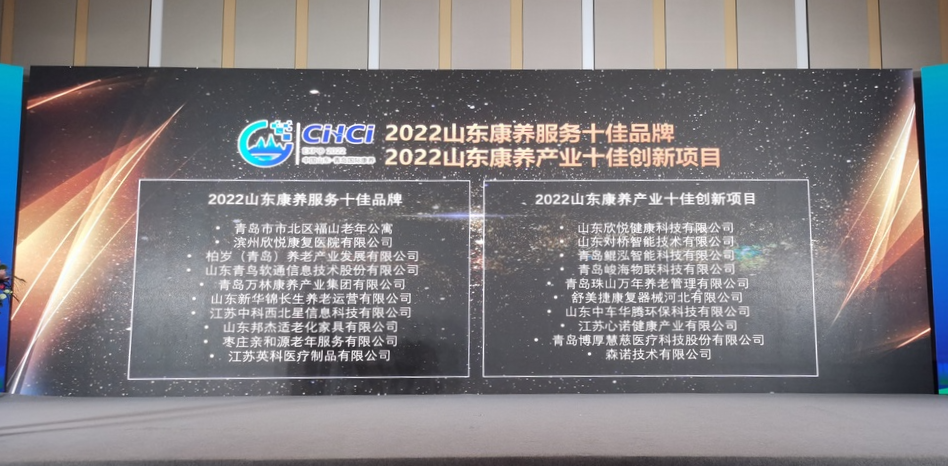 CHCi
EXPO 2022
2022山东康养服务十佳品牌
2022山东康养产业十佳创新项目
2022山东康养服务十佳品牌
• 青岛市市北区福山老年公寓
• 滨州欣悦康复医院有限公司
• 柏岁（青岛）养老产业发展有限公司
• 山东青鸟软通信息技术股份有限公司
• 青岛万林康养产业集团有限公司
• 山东新华锦长生养老运营有限公司
• 江苏中科西北星信息科技有限公司
• 山东邦杰适老化家具有限公司
• 枣庄亲和源老年服务有限公司
• 江苏英科医疗制品有限公司
2022山东康养产业十佳创新项目
• 山东欣悦健康科技有限公司
• 山东对桥智能技术有限公司
• 青岛鲲泓智能科技有限公司
• 青岛峻海物联科技有限公司
• 青岛珠山万年养老管理有限公司
• 舒美捷康复器械河北有限公司
• 山东中车华腾环保科技有限公司
• 江苏心诺健康产业有限公司
• 青岛博厚慧慈医疗科技股份有限公司
• 森诺技术有限公司